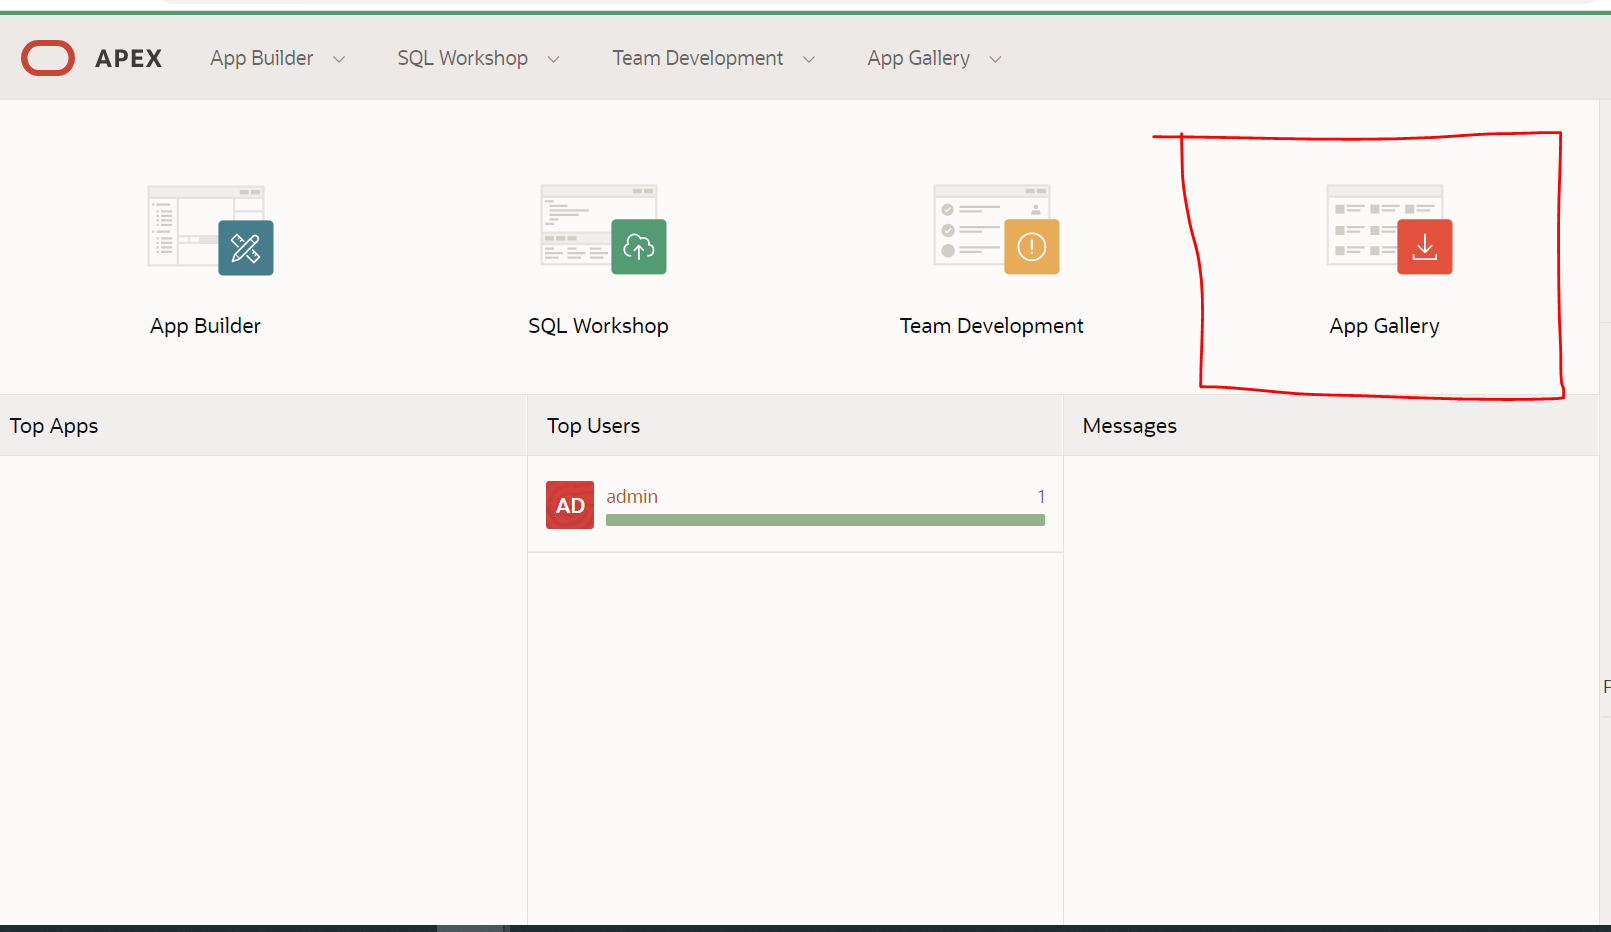 APEX App Builder SQL Workshop Team Development App Gallery
App Builder SQL Workshop Team Development App Gallery
Top Apps Top Users Messages
AD admin 1
P